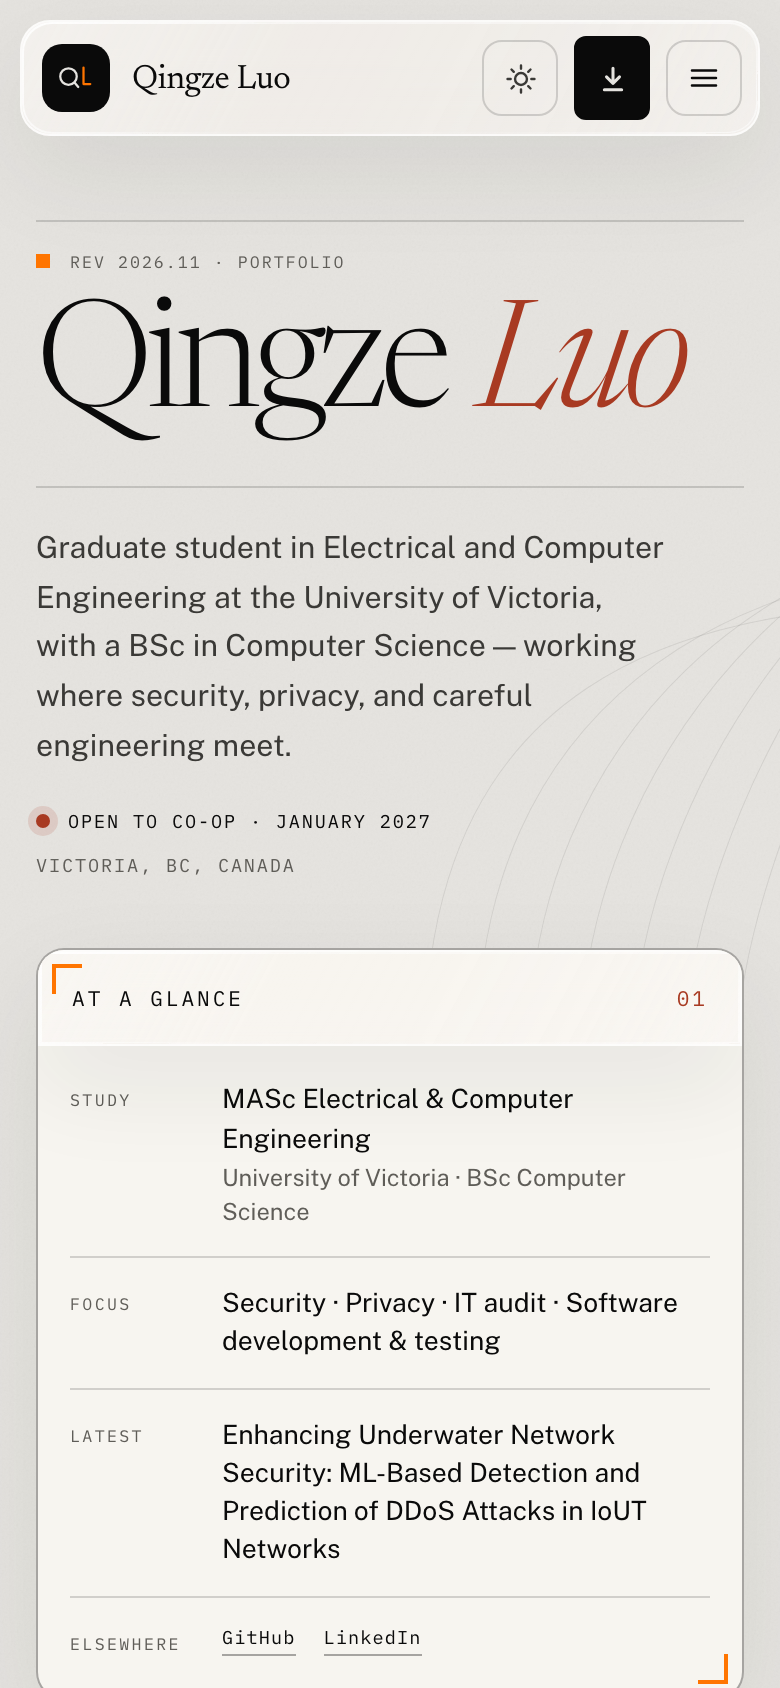 QL
Qingze Luo
REV 2026.11 · PORTFOLIO
Qingze Luo
Graduate student in Electrical and Computer
Engineering at the University of Victoria,
with a BSc in Computer Science — working
where security, privacy, and careful
engineering meet.
OPEN TO CO-OP · JANUARY 2027
VICTORIA, BC, CANADA
AT A GLANCE 01
STUDY MASc Electrical & Computer
Engineering
University of Victoria · BSc Computer
Science
FOCUS Security · Privacy · IT audit · Software
development & testing
LATEST Enhancing Underwater Network
Security: ML-Based Detection and
Prediction of DDoS Attacks in IoUT
Networks
ELSEWHERE GitHub LinkedIn